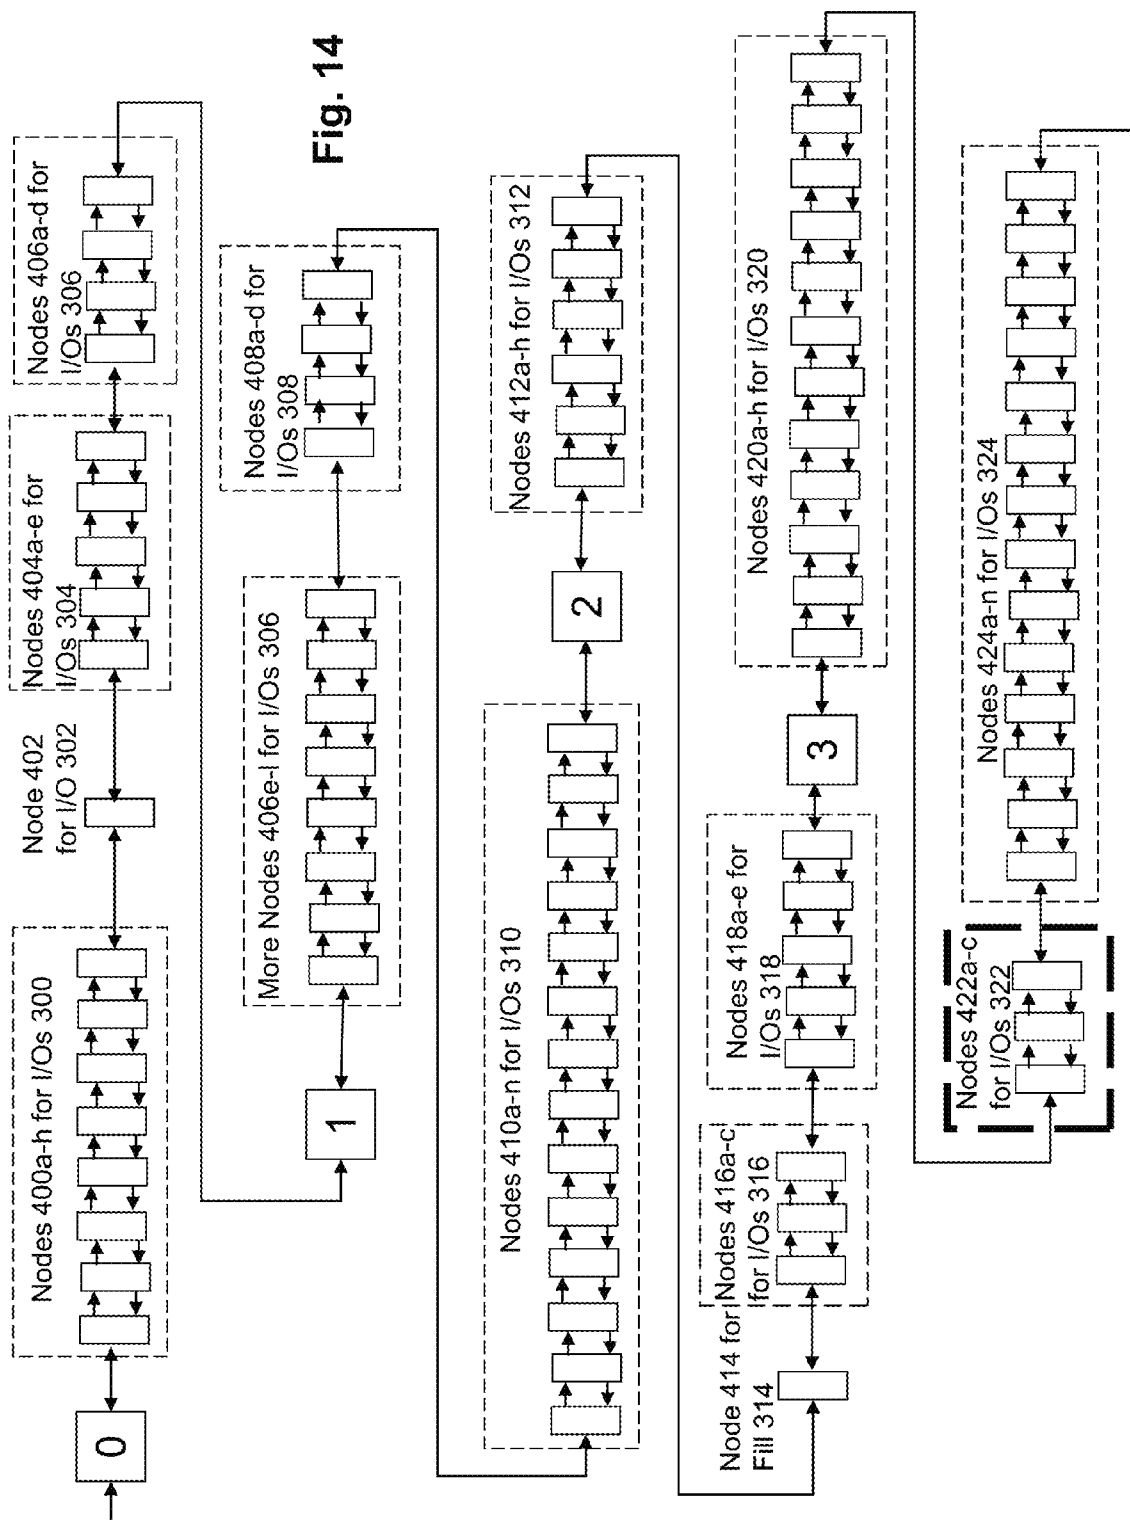 0
Nodes 400a-h for I/Os 300
Node 402
for I/O 302
Nodes 404a-e for
I/Os 304
Nodes 406a-d for
I/Os 306
1
More Nodes 406e-l for I/Os 306
Nodes 408a-d for
I/Os 308
Fig. 14
Nodes 410a-n for I/Os 310
2
Nodes 412a-h for I/Os 312
Node 414 for
Fill 314
Nodes 416a-c
for I/Os 316
Nodes 418a-e for
I/Os 318
3
Nodes 420a-h for I/Os 320
Nodes 422a-c
for I/Os 322
Nodes 424a-n for I/Os 324